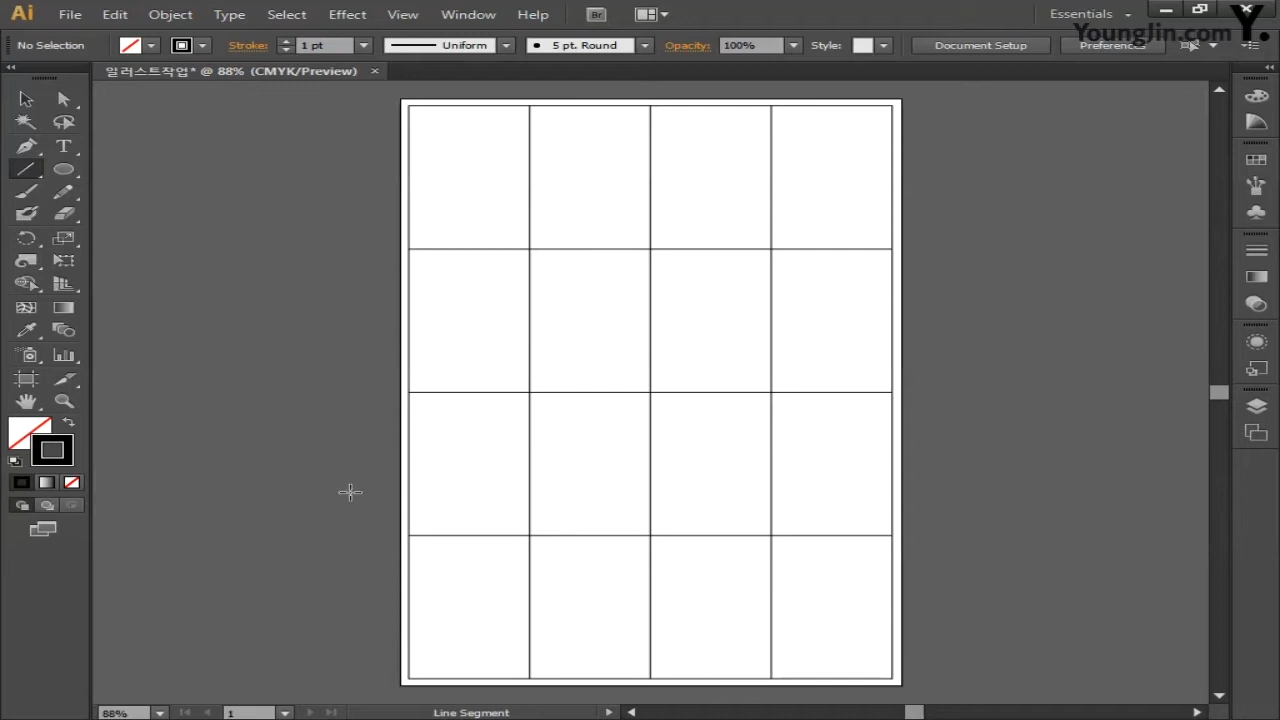 Ai File Edit Object Type Select Effect View Window Help Br Essentials
No Selection Stroke: 1 pt Uniform 5 pt. Round Opacity: 100% Style: Document Setup Preferences
YoungJin.com Y.
일러스트작업* @ 88% (CMYK/Preview) ×
T
88% 1 Line Segment